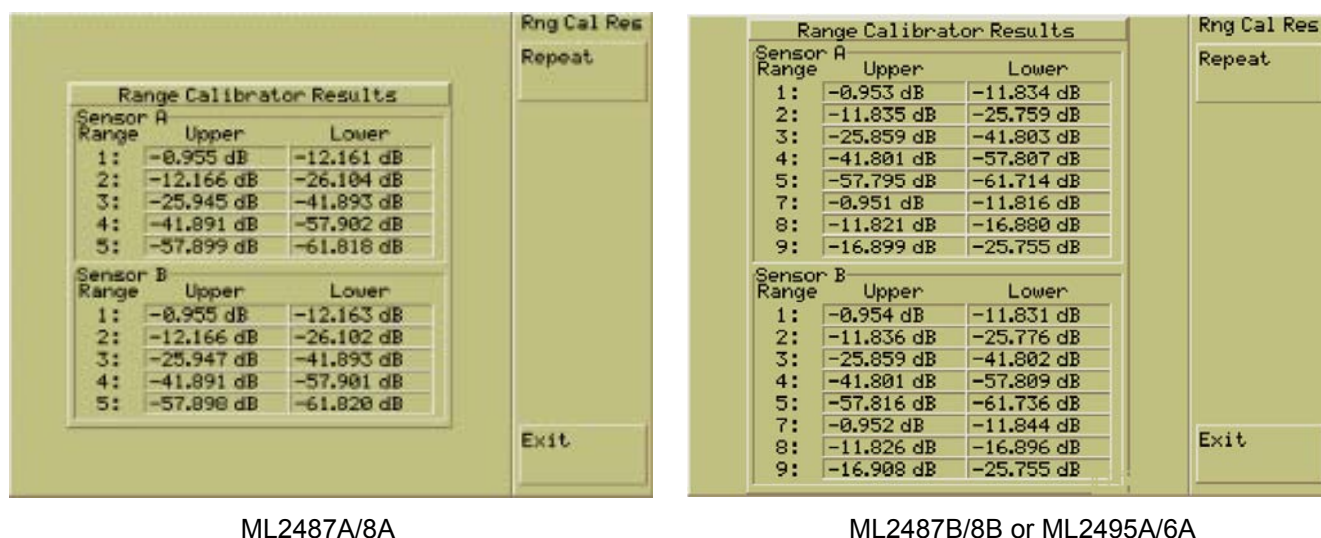 Rng Cal Res
Repeat
Range Calibrator Results
Sensor A
Range Upper Lower
1: -0.955 dB -12.161 dB
2: -12.166 dB -26.104 dB
3: -25.945 dB -41.893 dB
4: -41.891 dB -57.902 dB
5: -57.899 dB -61.818 dB
Sensor B
Range Upper Lower
1: -0.955 dB -12.163 dB
2: -12.166 dB -26.102 dB
3: -25.947 dB -41.893 dB
4: -41.891 dB -57.901 dB
5: -57.898 dB -61.820 dB
Exit
ML2487A/8A
Rng Cal Res
Repeat
Range Calibrator Results
Sensor A
Range Upper Lower
1: -0.953 dB -11.834 dB
2: -11.835 dB -25.759 dB
3: -25.859 dB -41.803 dB
4: -41.801 dB -57.807 dB
5: -57.795 dB -61.714 dB
7: -0.951 dB -11.816 dB
8: -11.821 dB -16.880 dB
9: -16.899 dB -25.755 dB
Sensor B
Range Upper Lower
1: -0.954 dB -11.831 dB
2: -11.836 dB -25.776 dB
3: -25.859 dB -41.802 dB
4: -41.801 dB -57.809 dB
5: -57.816 dB -61.736 dB
7: -0.952 dB -11.844 dB
8: -11.826 dB -16.896 dB
9: -16.908 dB -25.755 dB
Exit
ML2487B/8B or ML2495A/6A